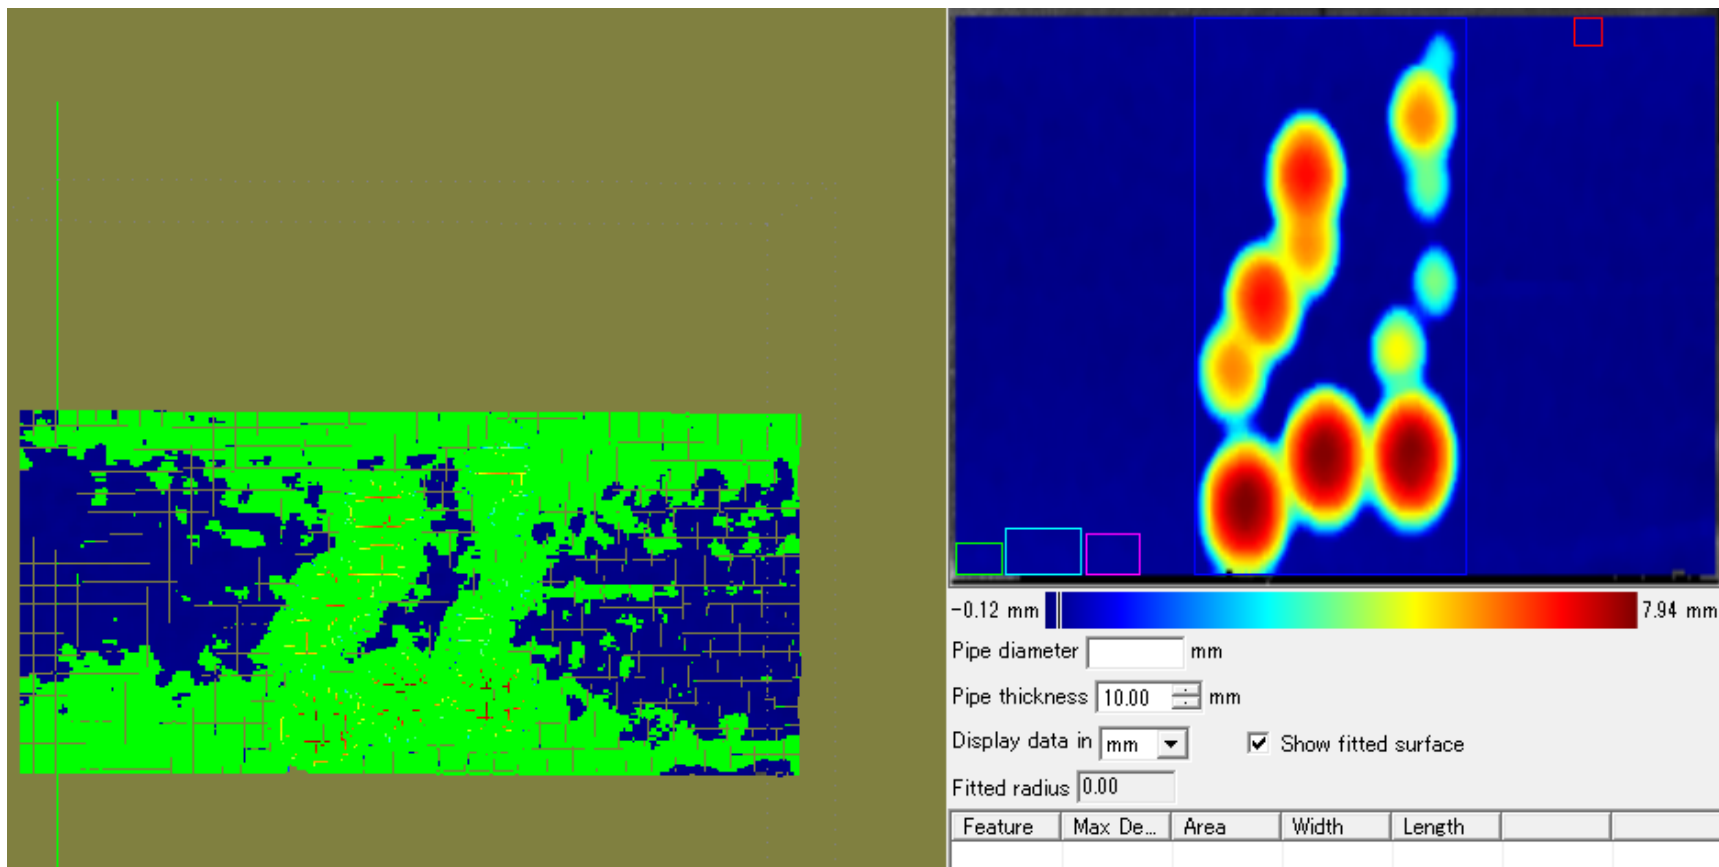 -0.12 mm 7.94 mm
Pipe diameter mm
Pipe thickness 10.00 mm
Display data in mm Show fitted surface
Fitted radius 0.00
Feature Max De... Area Width Length